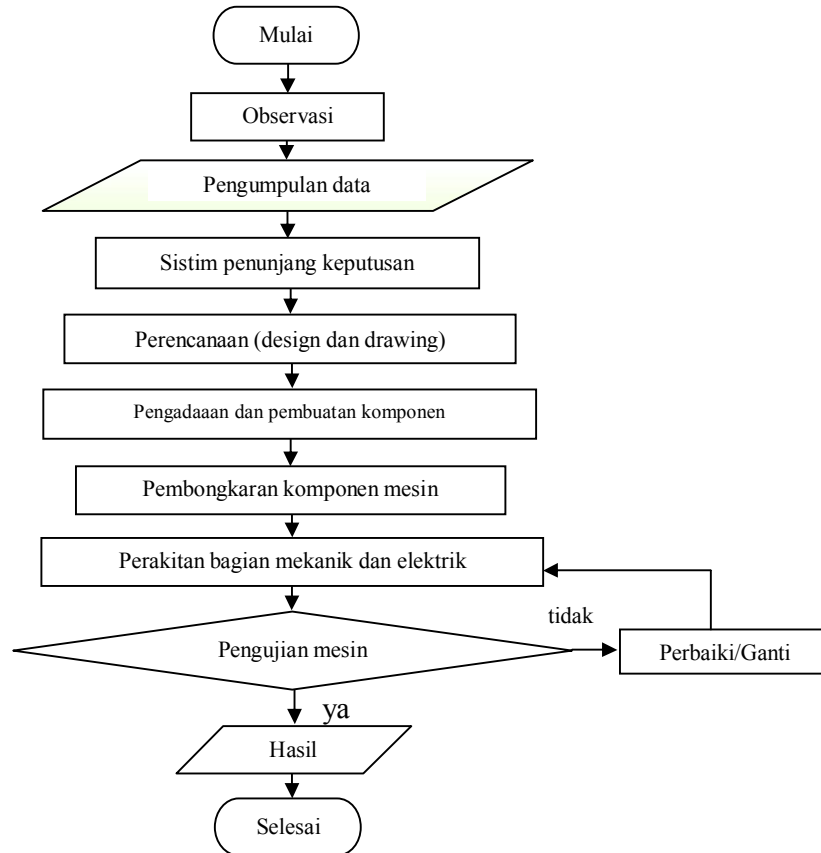 Mulai
Observasi
Pengumpulan data
Sistim penunjang keputusan
Perencanaan (design dan drawing)
Pengadaaan dan pembuatan komponen
Pembongkaran komponen mesin
Perakitan bagian mekanik dan elektrik
tidak
Pengujian mesin
Perbaiki/Ganti
ya
Hasil
Selesai